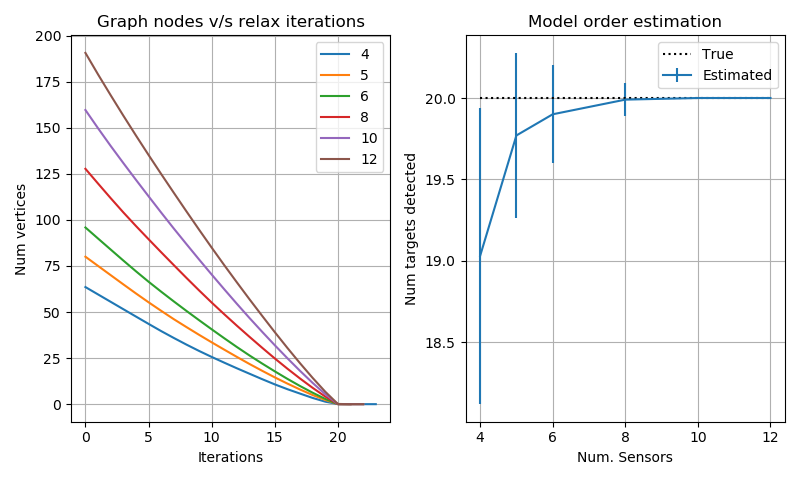 Graph nodes v/s relax iterations
Num vertices
200
175
150
125
100
75
50
25
0
0 5 10 15 20
Iterations
4
5
6
8
10
12
Model order estimation
Num targets detected
20.0
19.5
19.0
18.5
4 6 8 10 12
Num. Sensors
True
Estimated